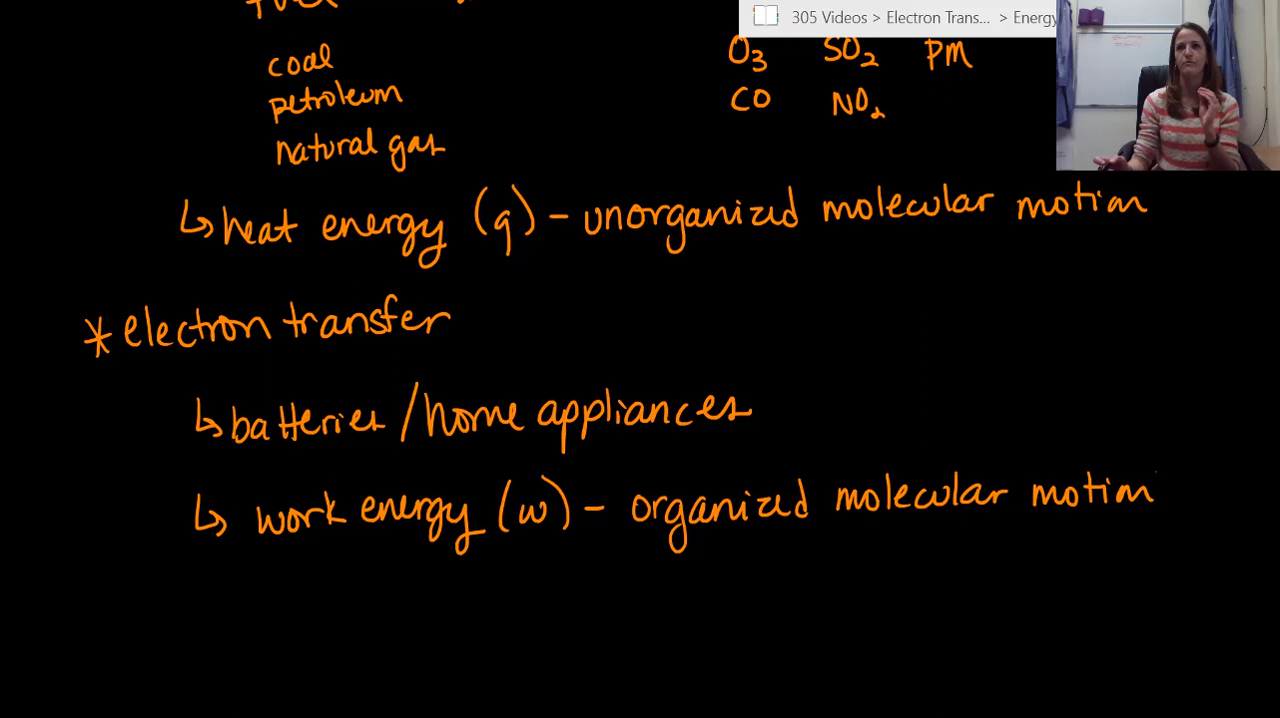 305 Videos > Electron Trans... > Energy
fuel
coal
petroleum
natural gas
O3 SO2 PM
CO NO2
↳ heat energy (q) - unorganized molecular motion
* electron transfer
↳ batteries / home appliances
↳ work energy (w) - organized molecular motion